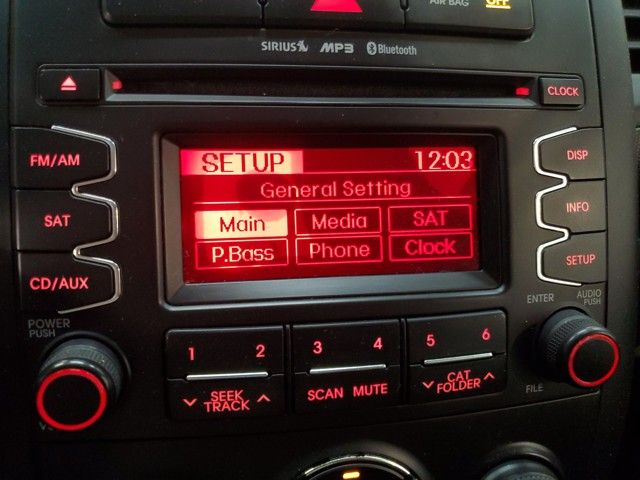 AIR BAG OFF
SIRIUS MP3 Bluetooth
CLOCK
FM/AM
SAT
CD/AUX
SETUP 12:03
General Setting
Main Media SAT
P.Bass Phone Clock
DISP
INFO
SETUP
POWER
PUSH
ENTER
AUDIO
PUSH
FILE
1 2 3 4 5 6
SEEK
TRACK
SCAN MUTE
CAT
FOLDER